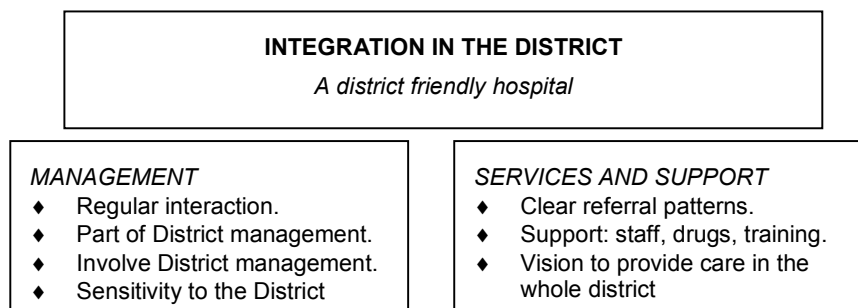 INTEGRATION IN THE DISTRICT
A district friendly hospital
MANAGEMENT
♦ Regular interaction.
♦ Part of District management.
♦ Involve District management.
♦ Sensitivity to the District
SERVICES AND SUPPORT
♦ Clear referral patterns.
♦ Support: staff, drugs, training.
♦ Vision to provide care in the
whole district